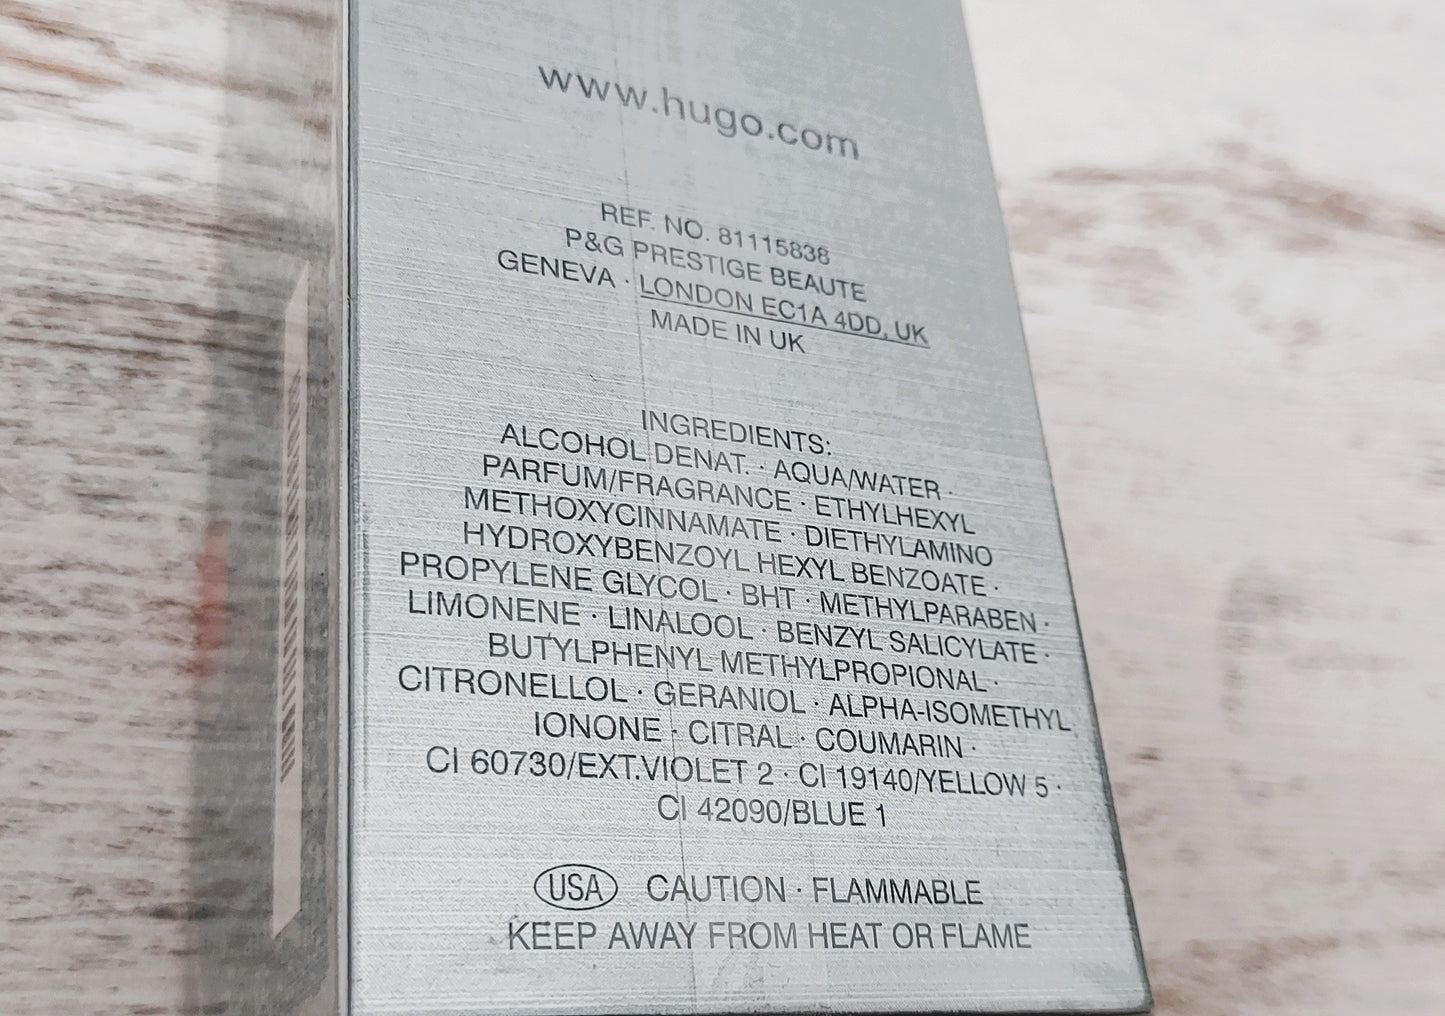 www.hugo.com
REF. NO. 81115838
P&G PRESTIGE BEAUTE
GENEVA · LONDON EC1A 4DD, UK
MADE IN UK
INGREDIENTS:
ALCOHOL DENAT. · AQUA/WATER ·
PARFUM/FRAGRANCE · ETHYLHEXYL
METHOXYCINNAMATE · DIETHYLAMINO
HYDROXYBENZOYL HEXYL BENZOATE ·
PROPYLENE GLYCOL · BHT · METHYLPARABEN ·
LIMONENE · LINALOOL · BENZYL SALICYLATE ·
BUTYLPHENYL METHYLPROPIONAL ·
CITRONELLOL · GERANIOL · ALPHA-ISOMETHYL
IONONE · CITRAL · COUMARIN ·
CI 60730/EXT.VIOLET 2 · CI 19140/YELLOW 5 ·
CI 42090/BLUE 1
USA CAUTION · FLAMMABLE
KEEP AWAY FROM HEAT OR FLAME